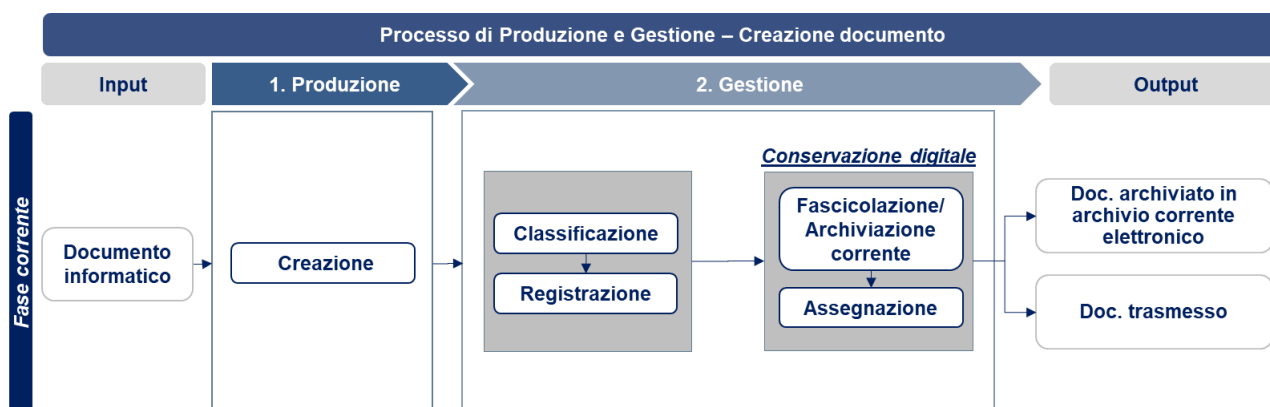 Processo di Produzione e Gestione – Creazione documento
Input
1. Produzione
2. Gestione
Output
Fase corrente
Documento
informatico
Creazione
Classificazione
Registrazione
Conservazione digitale
Fascicolazione/
Archiviazione
corrente
Assegnazione
Doc. archiviato in
archivio corrente
elettronico
Doc. trasmesso